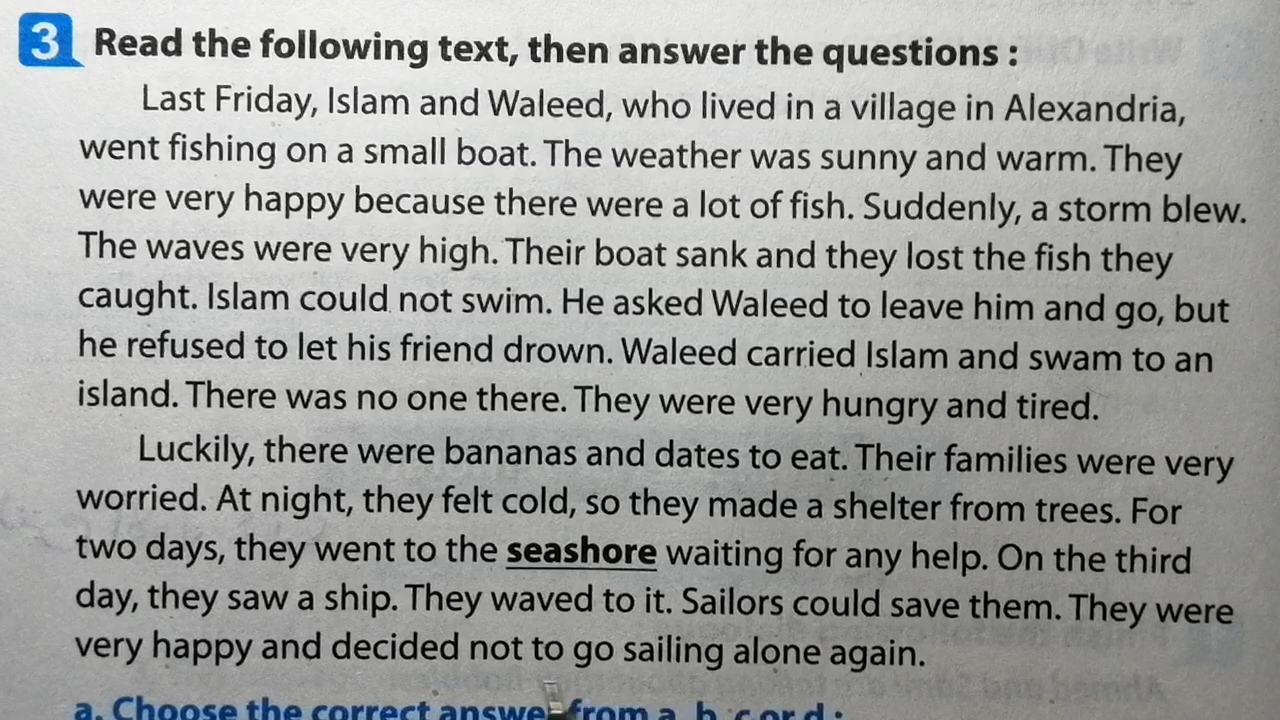 3 Read the following text, then answer the questions :
Last Friday, Islam and Waleed, who lived in a village in Alexandria,
went fishing on a small boat. The weather was sunny and warm. They
were very happy because there were a lot of fish. Suddenly, a storm blew.
The waves were very high. Their boat sank and they lost the fish they
caught. Islam could not swim. He asked Waleed to leave him and go, but
he refused to let his friend drown. Waleed carried Islam and swam to an
island. There was no one there. They were very hungry and tired.
Luckily, there were bananas and dates to eat. Their families were very
worried. At night, they felt cold, so they made a shelter from trees. For
two days, they went to the seashore waiting for any help. On the third
day, they saw a ship. They waved to it. Sailors could save them. They were
very happy and decided not to go sailing alone again.
a. Choose the correct answer from a, b, c or d :